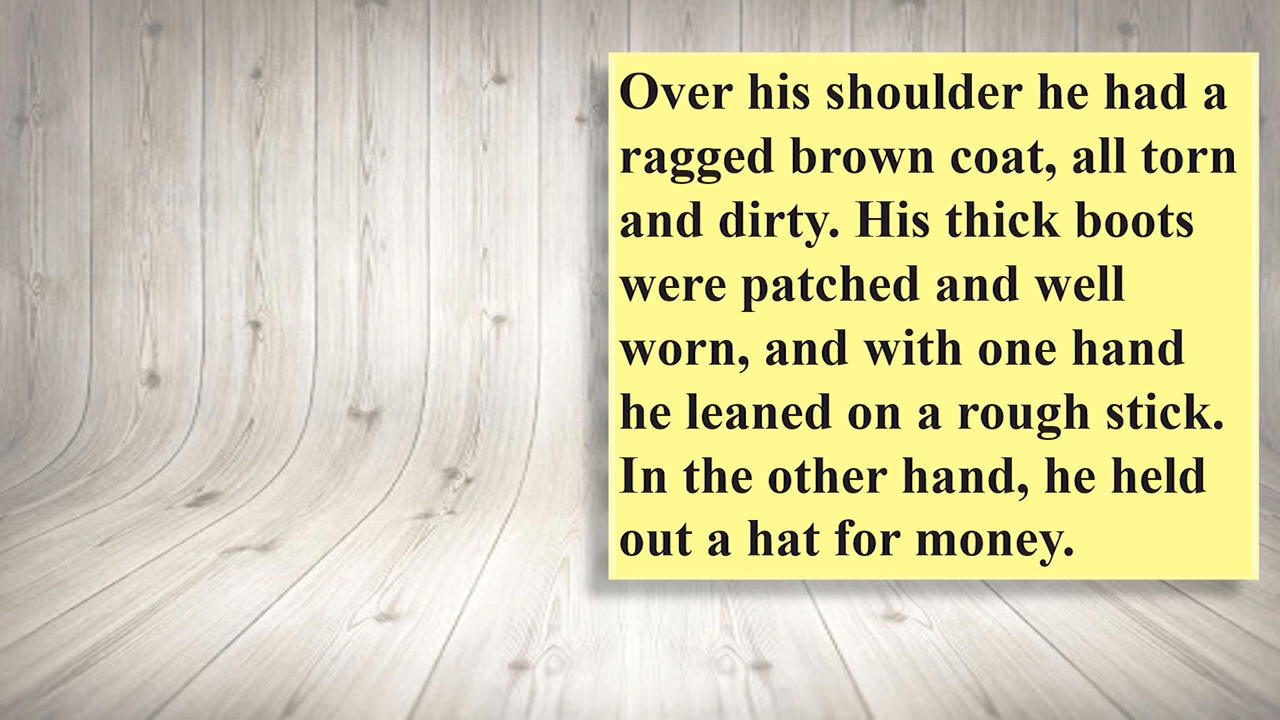 Over his shoulder he had a
ragged brown coat, all torn
and dirty. His thick boots
were patched and well
worn, and with one hand
he leaned on a rough stick.
In the other hand, he held
out a hat for money.